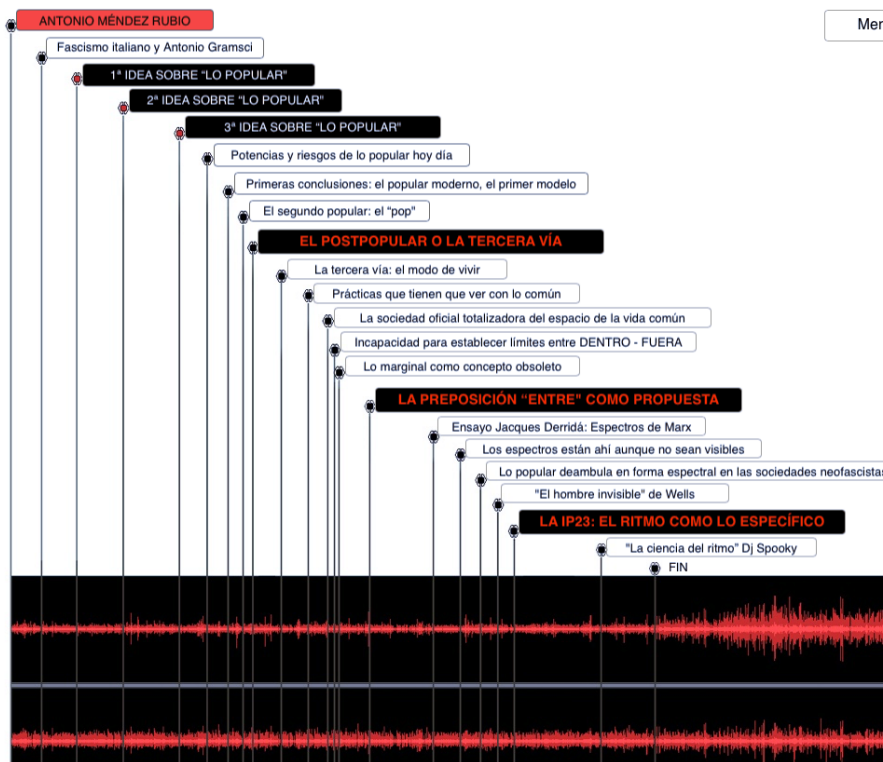 ANTONIO MÉNDEZ RUBIO
Mer
Fascismo italiano y Antonio Gramsci
1ª IDEA SOBRE “LO POPULAR”
2ª IDEA SOBRE “LO POPULAR”
3ª IDEA SOBRE “LO POPULAR”
Potencias y riesgos de lo popular hoy día
Primeras conclusiones: el popular moderno, el primer modelo
El segundo popular: el “pop”
EL POSTPOPULAR O LA TERCERA VÍA
La tercera vía: el modo de vivir
Prácticas que tienen que ver con lo común
La sociedad oficial totalizadora del espacio de la vida común
Incapacidad para establecer límites entre DENTRO - FUERA
Lo marginal como concepto obsoleto
LA PREPOSICIÓN “ENTRE” COMO PROPUESTA
Ensayo Jacques Derridá: Espectros de Marx
Los espectros están ahí aunque no sean visibles
Lo popular deambula en forma espectral en las sociedades neofascistas
"El hombre invisible" de Wells
LA IP23: EL RITMO COMO LO ESPECÍFICO
"La ciencia del ritmo" Dj Spooky
FIN